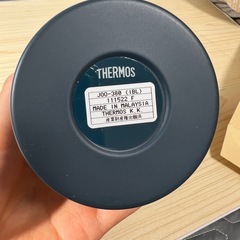 THERMOS
JOO-380 (IBL)
111522 F
MADE IN MALAYSIA
THERMOS K.K.